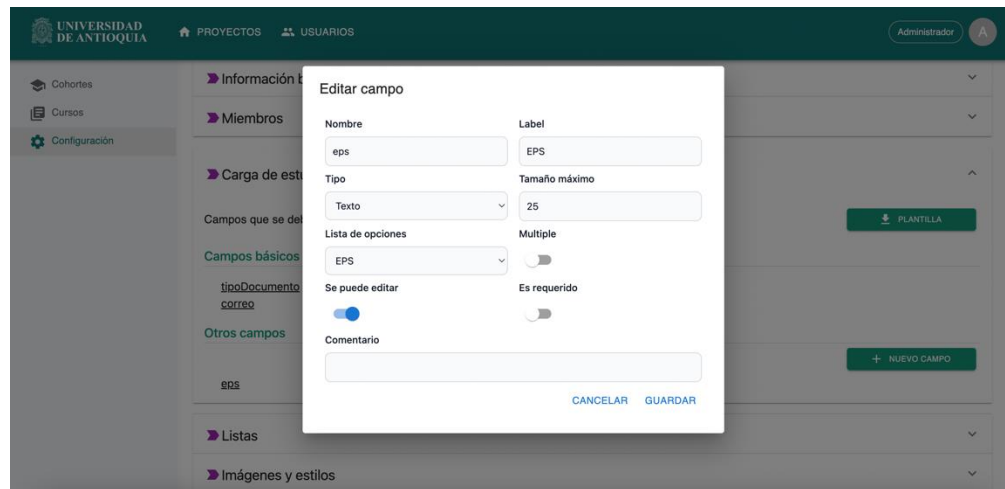 UNIVERSIDAD
DE ANTIOQUIA
PROYECTOS
USUARIOS
Administrador
A
Cohortes
Cursos
Configuración
Información b
Miembros
Carga de estu
Campos que se deb
PLANTILLA
Campos básicos
tipoDocumento
correo
Otros campos
+ NUEVO CAMPO
eps
Listas
Imágenes y estilos
Editar campo
Nombre
Label
eps
EPS
Tipo
Tamaño máximo
Texto
25
Lista de opciones
Multiple
EPS
Se puede editar
Es requerido
Comentario
CANCELAR
GUARDAR